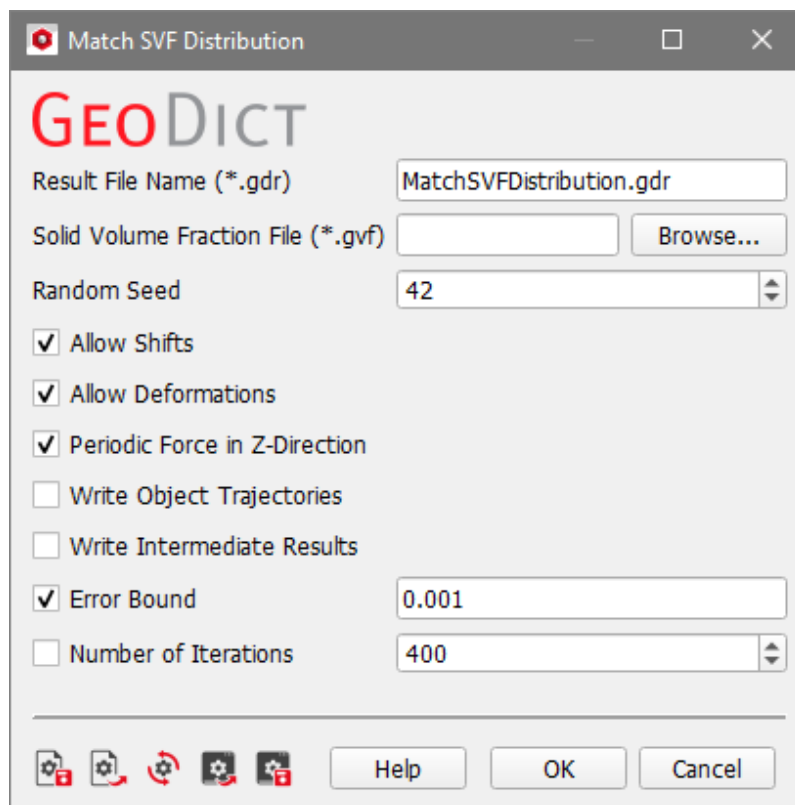 Match SVF Distribution
GEODICT
Result File Name (*.gdr) MatchSVFDistribution.gdr
Solid Volume Fraction File (*.gvf) Browse...
Random Seed 42
Allow Shifts
Allow Deformations
Periodic Force in Z-Direction
Write Object Trajectories
Write Intermediate Results
Error Bound 0.001
Number of Iterations 400
Help OK Cancel